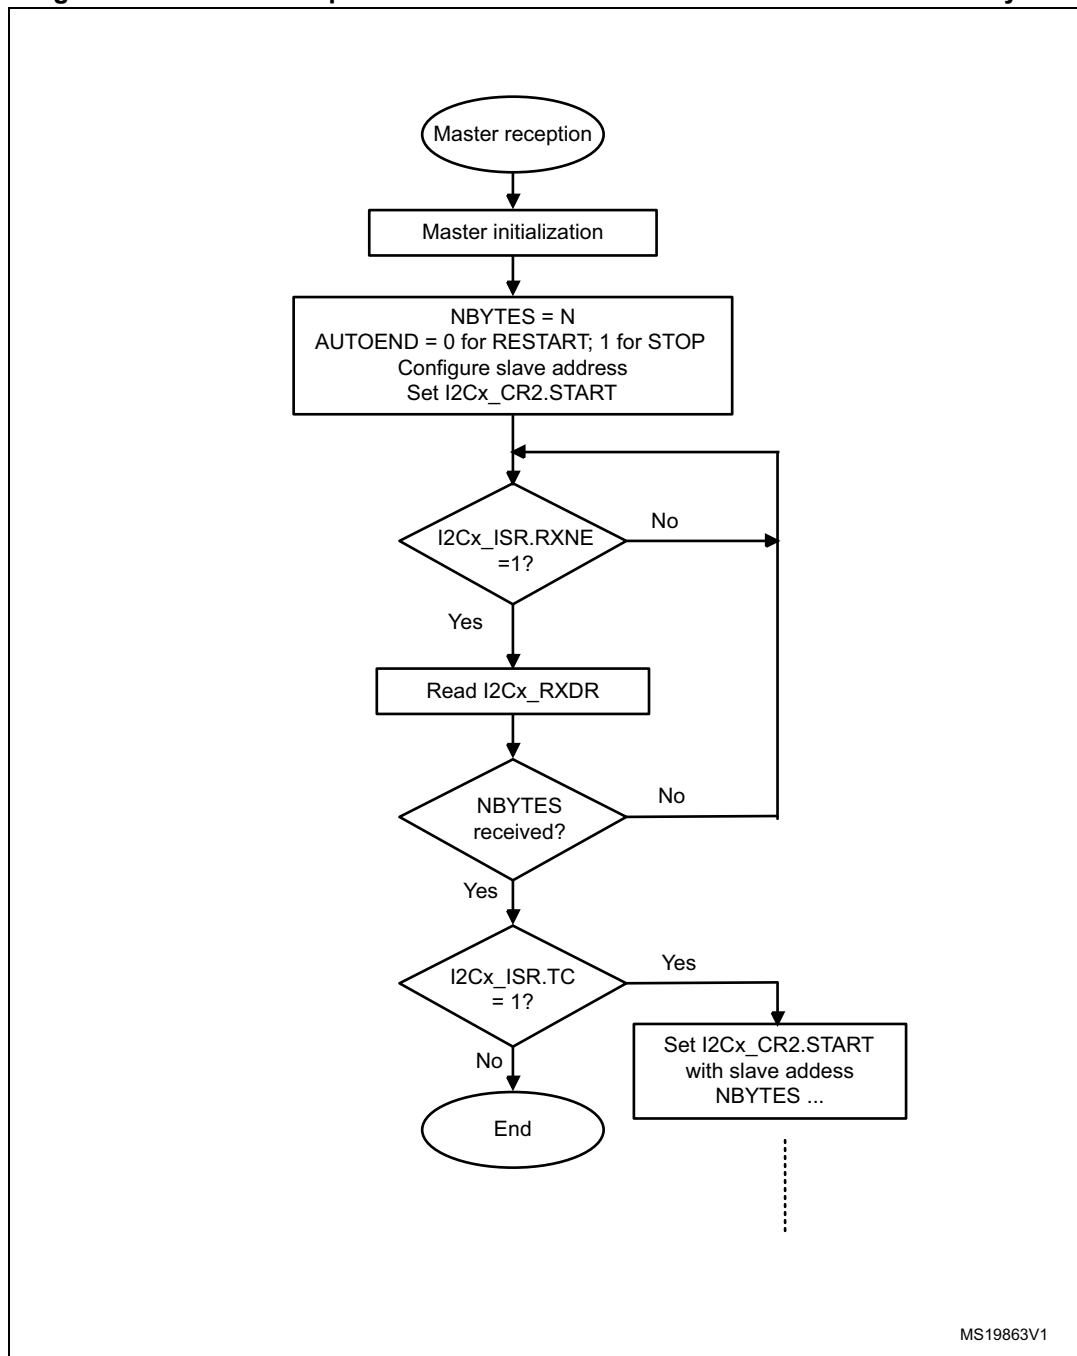 Master reception
Master initialization
NBYTES = N
AUTOEND = 0 for RESTART; 1 for STOP
Configure slave address
Set I2Cx_CR2.START
I2Cx_ISR.RXNE
=1?
No
Yes
Read I2Cx_RXDR
NBYTES
received?
No
Yes
I2Cx_ISR.TC
= 1?
Yes
No
Set I2Cx_CR2.START
with slave addess
NBYTES ...
End
MS19863V1